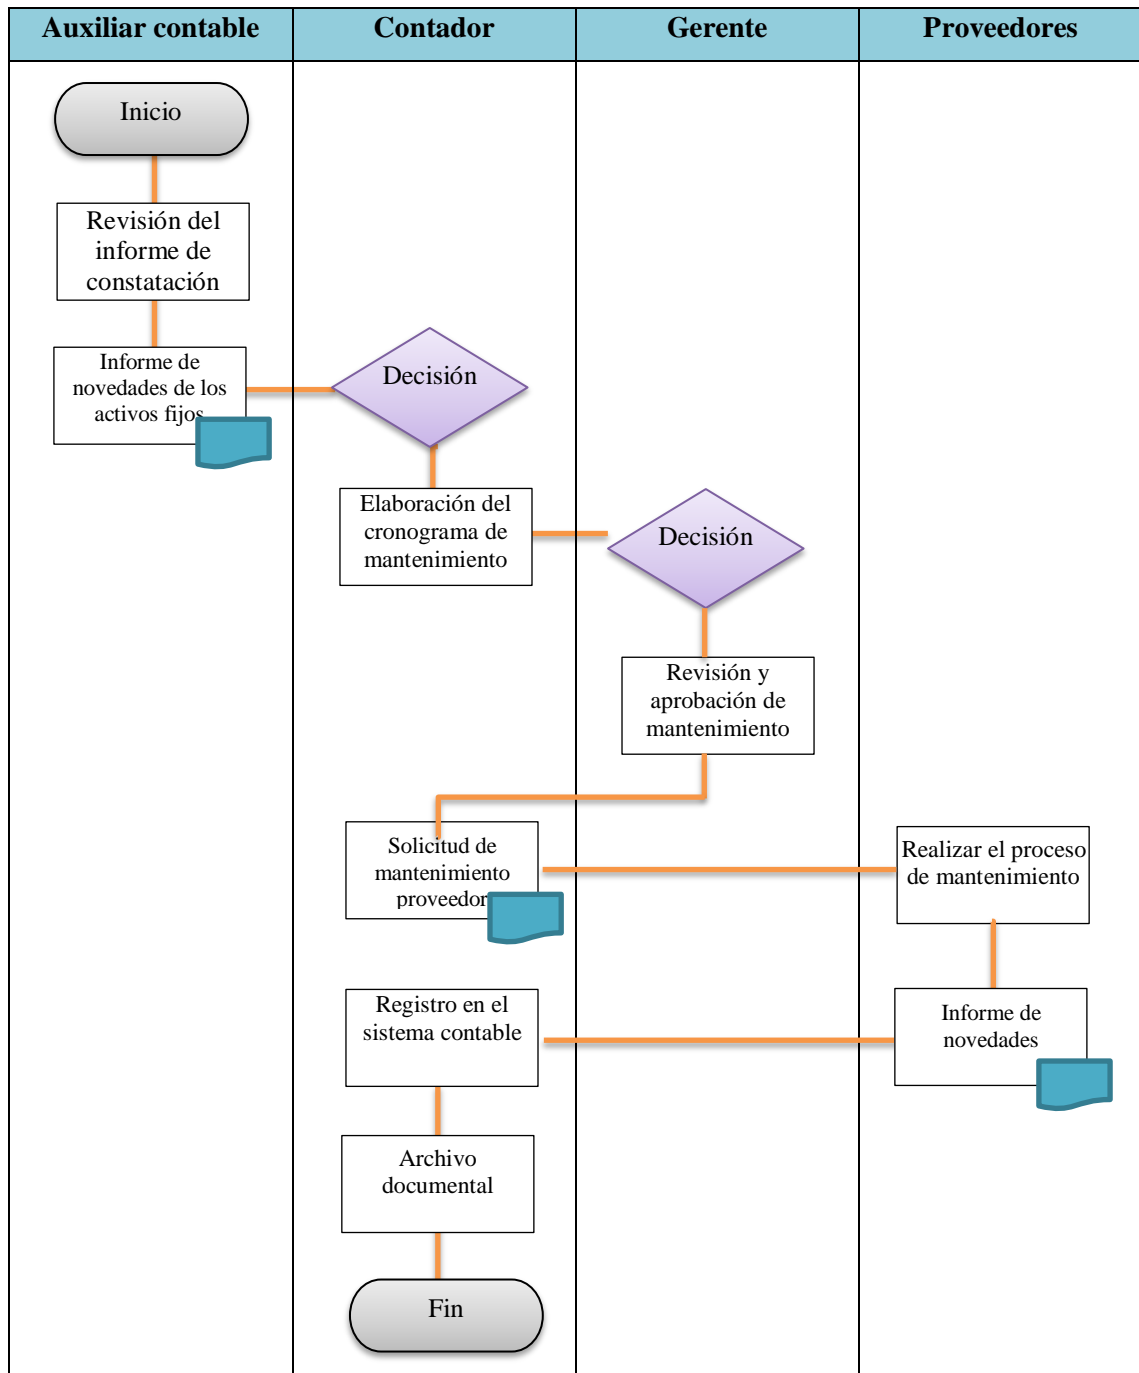 Auxiliar contable
Contador
Gerente
Proveedores
Inicio
Revisión del
informe de
constatación
Informe de
novedades de los
activos fijos
Decisión
Elaboración del
cronograma de
mantenimiento
Decisión
Revisión y
aprobación de
mantenimiento
Solicitud de
mantenimiento
proveedor
Realizar el proceso
de mantenimiento
Informe de
novedades
Registro en el
sistema contable
Archivo
documental
Fin